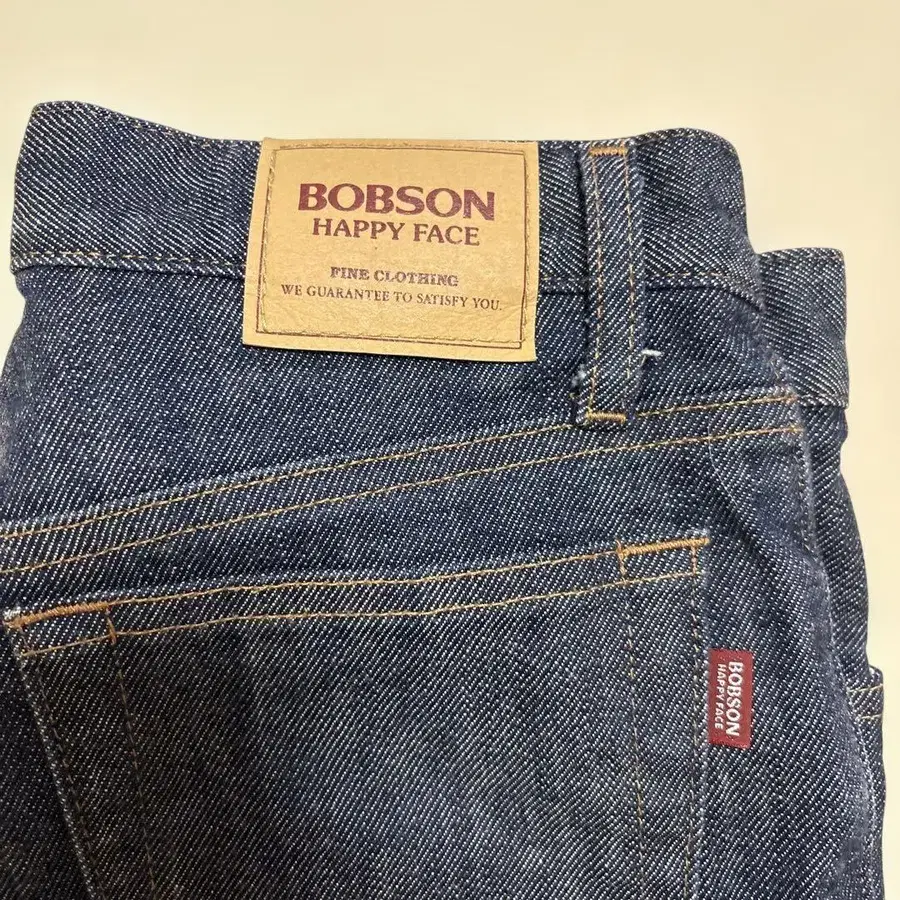 BOBSON
HAPPY FACE
FINE CLOTHING
WE GUARANTEE TO SATISFY YOU.
BOBSON
HAPPY FACE